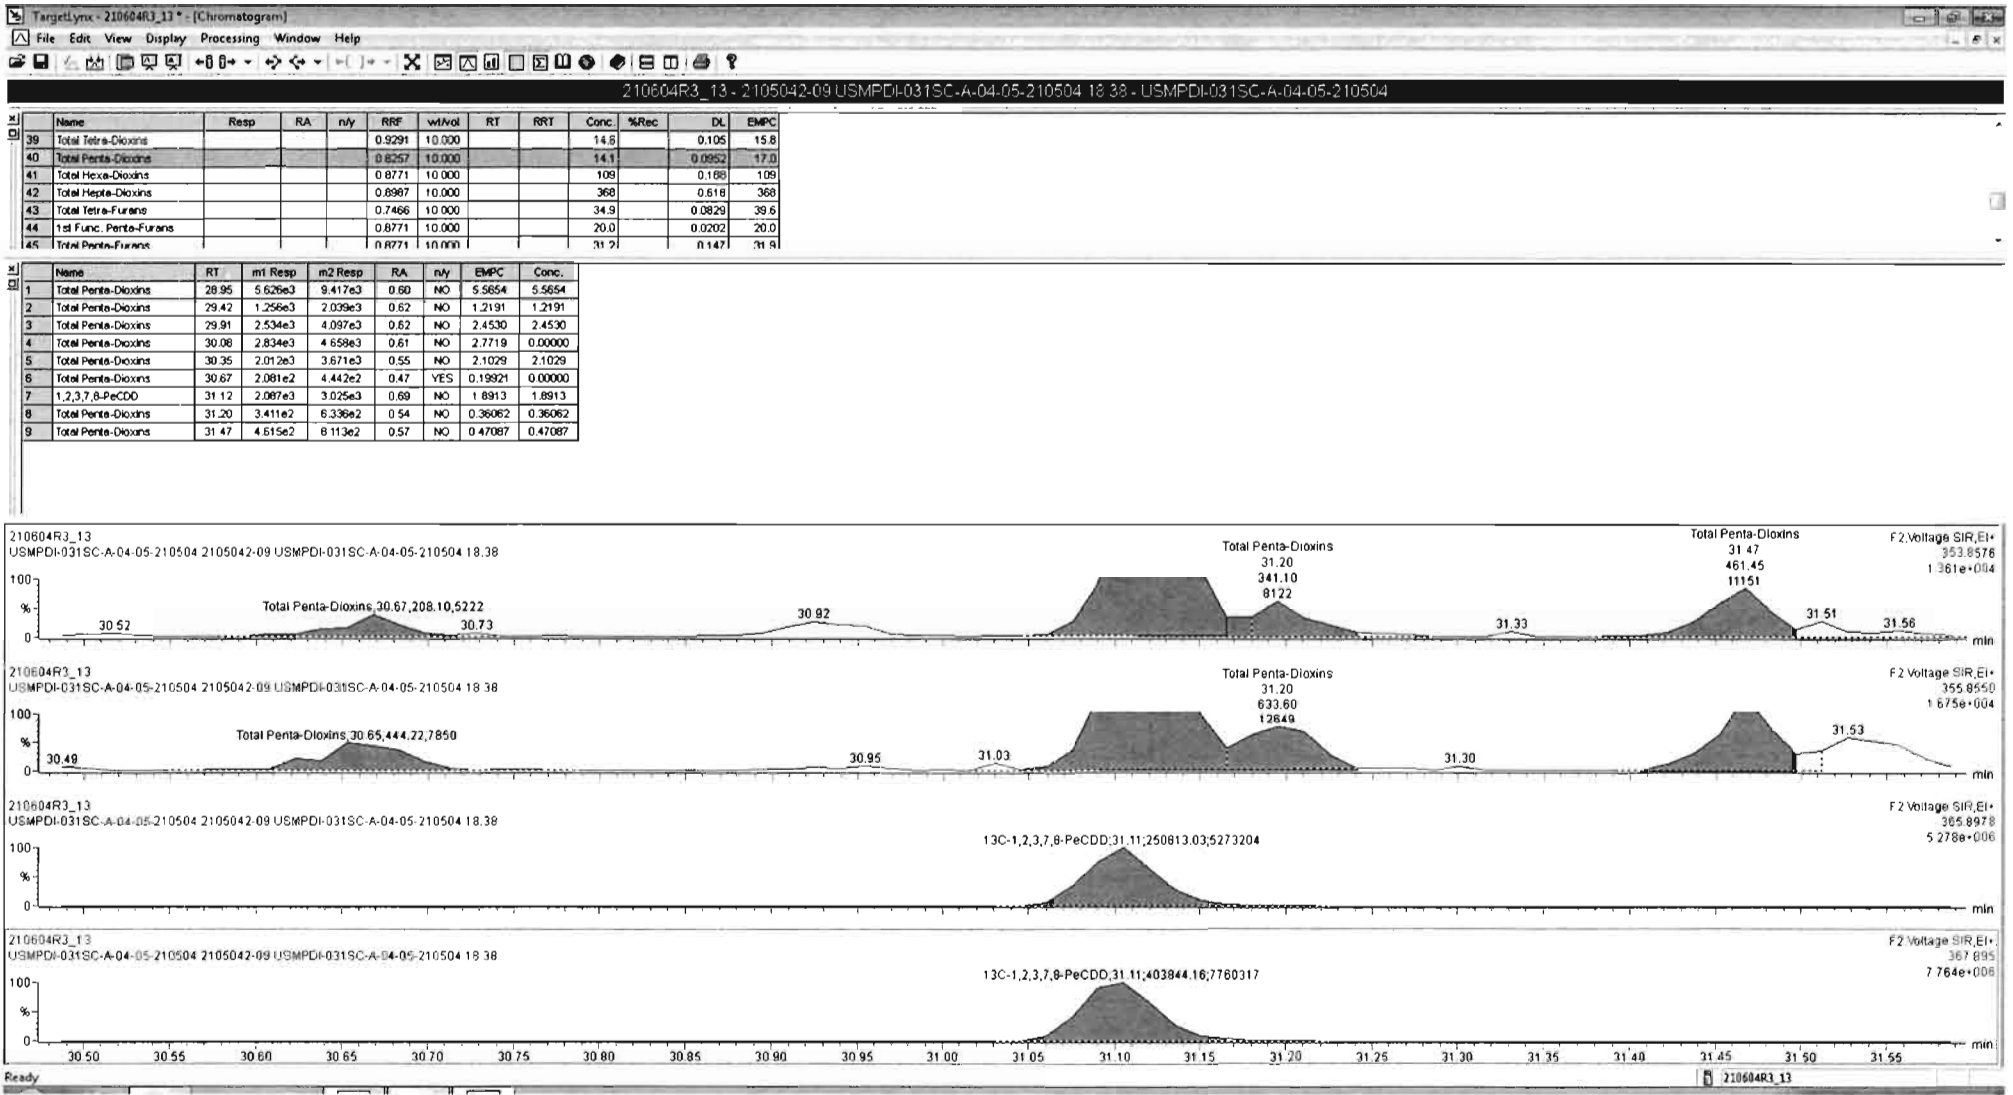 TargetLynx - 210604R3_13 * - [Chromatogram]
File Edit View Display Processing Window Help
210604R3_13 - 2105042-09 USMPDI-031SC-A-04-05-210504 18.38 - USMPDI-031SC-A-04-05-210504
Name Resp RA n/y RRF wt/vol RT RRT Conc. %Rec DL EMPC
39 Total Tetra-Dioxins 0.9291 10.000 14.6 0.105 15.8
40 Total Penta-Dioxins 0.8257 10.000 14.1 0.0952 17.0
41 Total Hexa-Dioxins 0.8771 10.000 109 0.188 109
42 Total Hepta-Dioxins 0.8987 10.000 368 0.618 368
43 Total Tetra-Furans 0.7466 10.000 34.9 0.0829 39.6
44 1st Func. Penta-Furans 0.8771 10.000 20.0 0.0202 20.0
45 Total Penta-Furans 0.8771 10.000 31.2 0.147 31.9
Name RT m1 Resp m2 Resp RA n/y EMPC Conc.
1 Total Penta-Dioxins 28.95 5.626e3 9.417e3 0.60 NO 5.5654 5.5654
2 Total Penta-Dioxins 29.42 1.256e3 2.039e3 0.62 NO 1.2191 1.2191
3 Total Penta-Dioxins 29.91 2.534e3 4.097e3 0.62 NO 2.4530 2.4530
4 Total Penta-Dioxins 30.08 2.834e3 4.658e3 0.61 NO 2.7719 0.00000
5 Total Penta-Dioxins 30.35 2.012e3 3.671e3 0.55 NO 2.1029 2.1029
6 Total Penta-Dioxins 30.67 2.081e2 4.442e2 0.47 YES 0.19921 0.00000
7 1,2,3,7,8-PeCDD 31.12 2.087e3 3.025e3 0.69 NO 1.8913 1.8913
8 Total Penta-Dioxins 31.20 3.411e2 6.336e2 0.54 NO 0.36062 0.36062
9 Total Penta-Dioxins 31.47 4.615e2 8.113e2 0.57 NO 0.47087 0.47087
210604R3_13
USMPDI-031SC-A-04-05-210504 2105042-09 USMPDI-031SC-A-04-05-210504 18.38
F2:Voltage SIR,EI+
353.8576
1.361e+004
Total Penta-Dioxins
31.20
341.10
8122
Total Penta-Dioxins
31.47
461.45
11151
Total Penta-Dioxins,30.67,208.10,5222
100
%
0
30.52 30.73 30.92 31.33 31.51 31.56
min
210604R3_13
USMPDI-031SC-A-04-05-210504 2105042-09 USMPDI-031SC-A-04-05-210504 18.38
F2:Voltage SIR,EI+
355.8550
1.675e+004
Total Penta-Dioxins
31.20
633.60
12649
Total Penta-Dioxins,30.65,444.22,7850
100
%
0
30.49 30.95 31.03 31.30 31.53
min
210604R3_13
USMPDI-031SC-A-04-05-210504 2105042-09 USMPDI-031SC-A-04-05-210504 18.38
F2:Voltage SIR,EI+
365.8978
5.278e+006
13C-1,2,3,7,8-PeCDD;31.11;250813.03;5273204
100
%
0
min
210604R3_13
USMPDI-031SC-A-04-05-210504 2105042-09 USMPDI-031SC-A-04-05-210504 18.38
F2:Voltage SIR,EI+
367.895
7.764e+006
13C-1,2,3,7,8-PeCDD;31.11;403844.16;7760317
100
%
0
min
30.50 30.55 30.60 30.65 30.70 30.75 30.80 30.85 30.90 30.95 31.00 31.05 31.10 31.15 31.20 31.25 31.30 31.35 31.40 31.45 31.50 31.55
Ready
210604R3_13